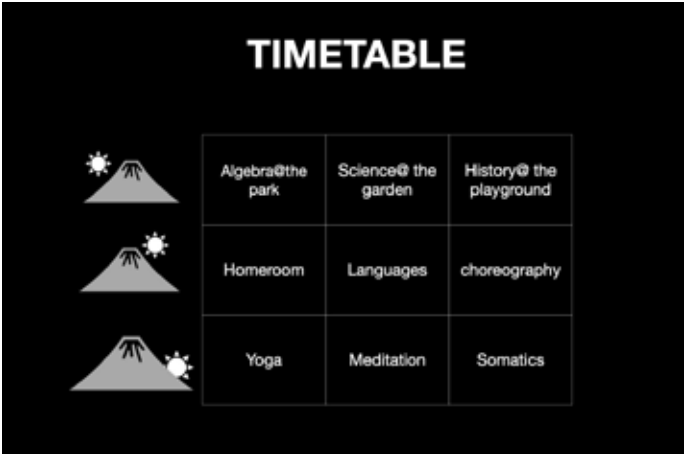 TIMETABLE
Algebra@the
park
Science@ the
garden
History@ the
playground
Homeroom
Languages
choreography
Yoga
Meditation
Somatics